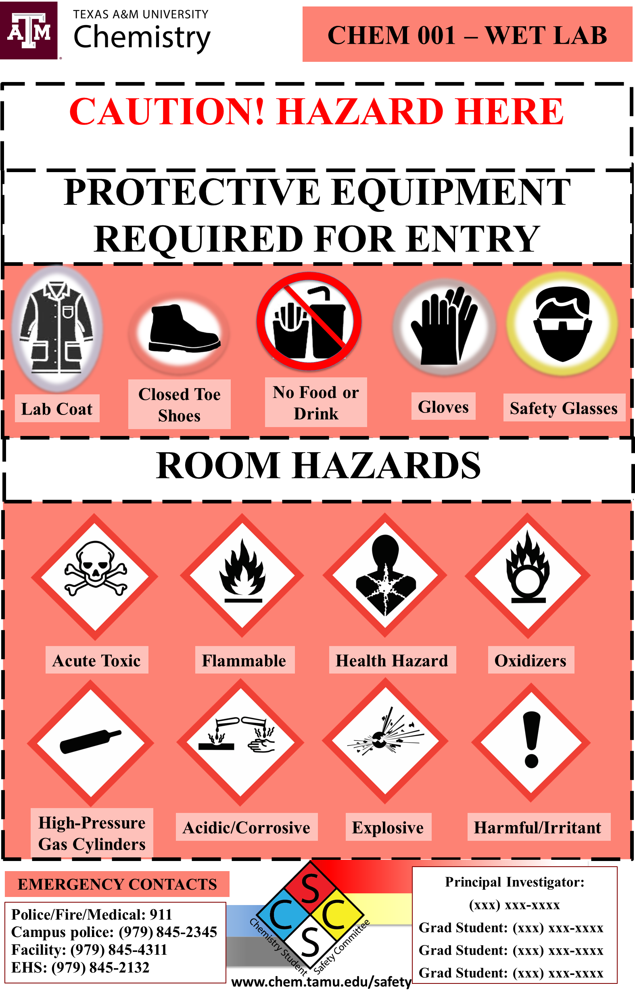 TEXAS A&M UNIVERSITY
Chemistry
ATM
®
CHEM 001 – WET LAB
CAUTION! HAZARD HERE
PROTECTIVE EQUIPMENT
REQUIRED FOR ENTRY
Lab Coat
Closed Toe
Shoes
No Food or
Drink
Gloves
Safety Glasses
ROOM HAZARDS
Acute Toxic
Flammable
Health Hazard
Oxidizers
High-Pressure
Gas Cylinders
Acidic/Corrosive
Explosive
Harmful/Irritant
EMERGENCY CONTACTS
Police/Fire/Medical: 911
Campus police: (979) 845-2345
Facility: (979) 845-4311
EHS: (979) 845-2132
S
C C
S
Chemistry Student
Safety Committee
www.chem.tamu.edu/safety
Principal Investigator:
(xxx) xxx-xxxx
Grad Student: (xxx) xxx-xxxx
Grad Student: (xxx) xxx-xxxx
Grad Student: (xxx) xxx-xxxx